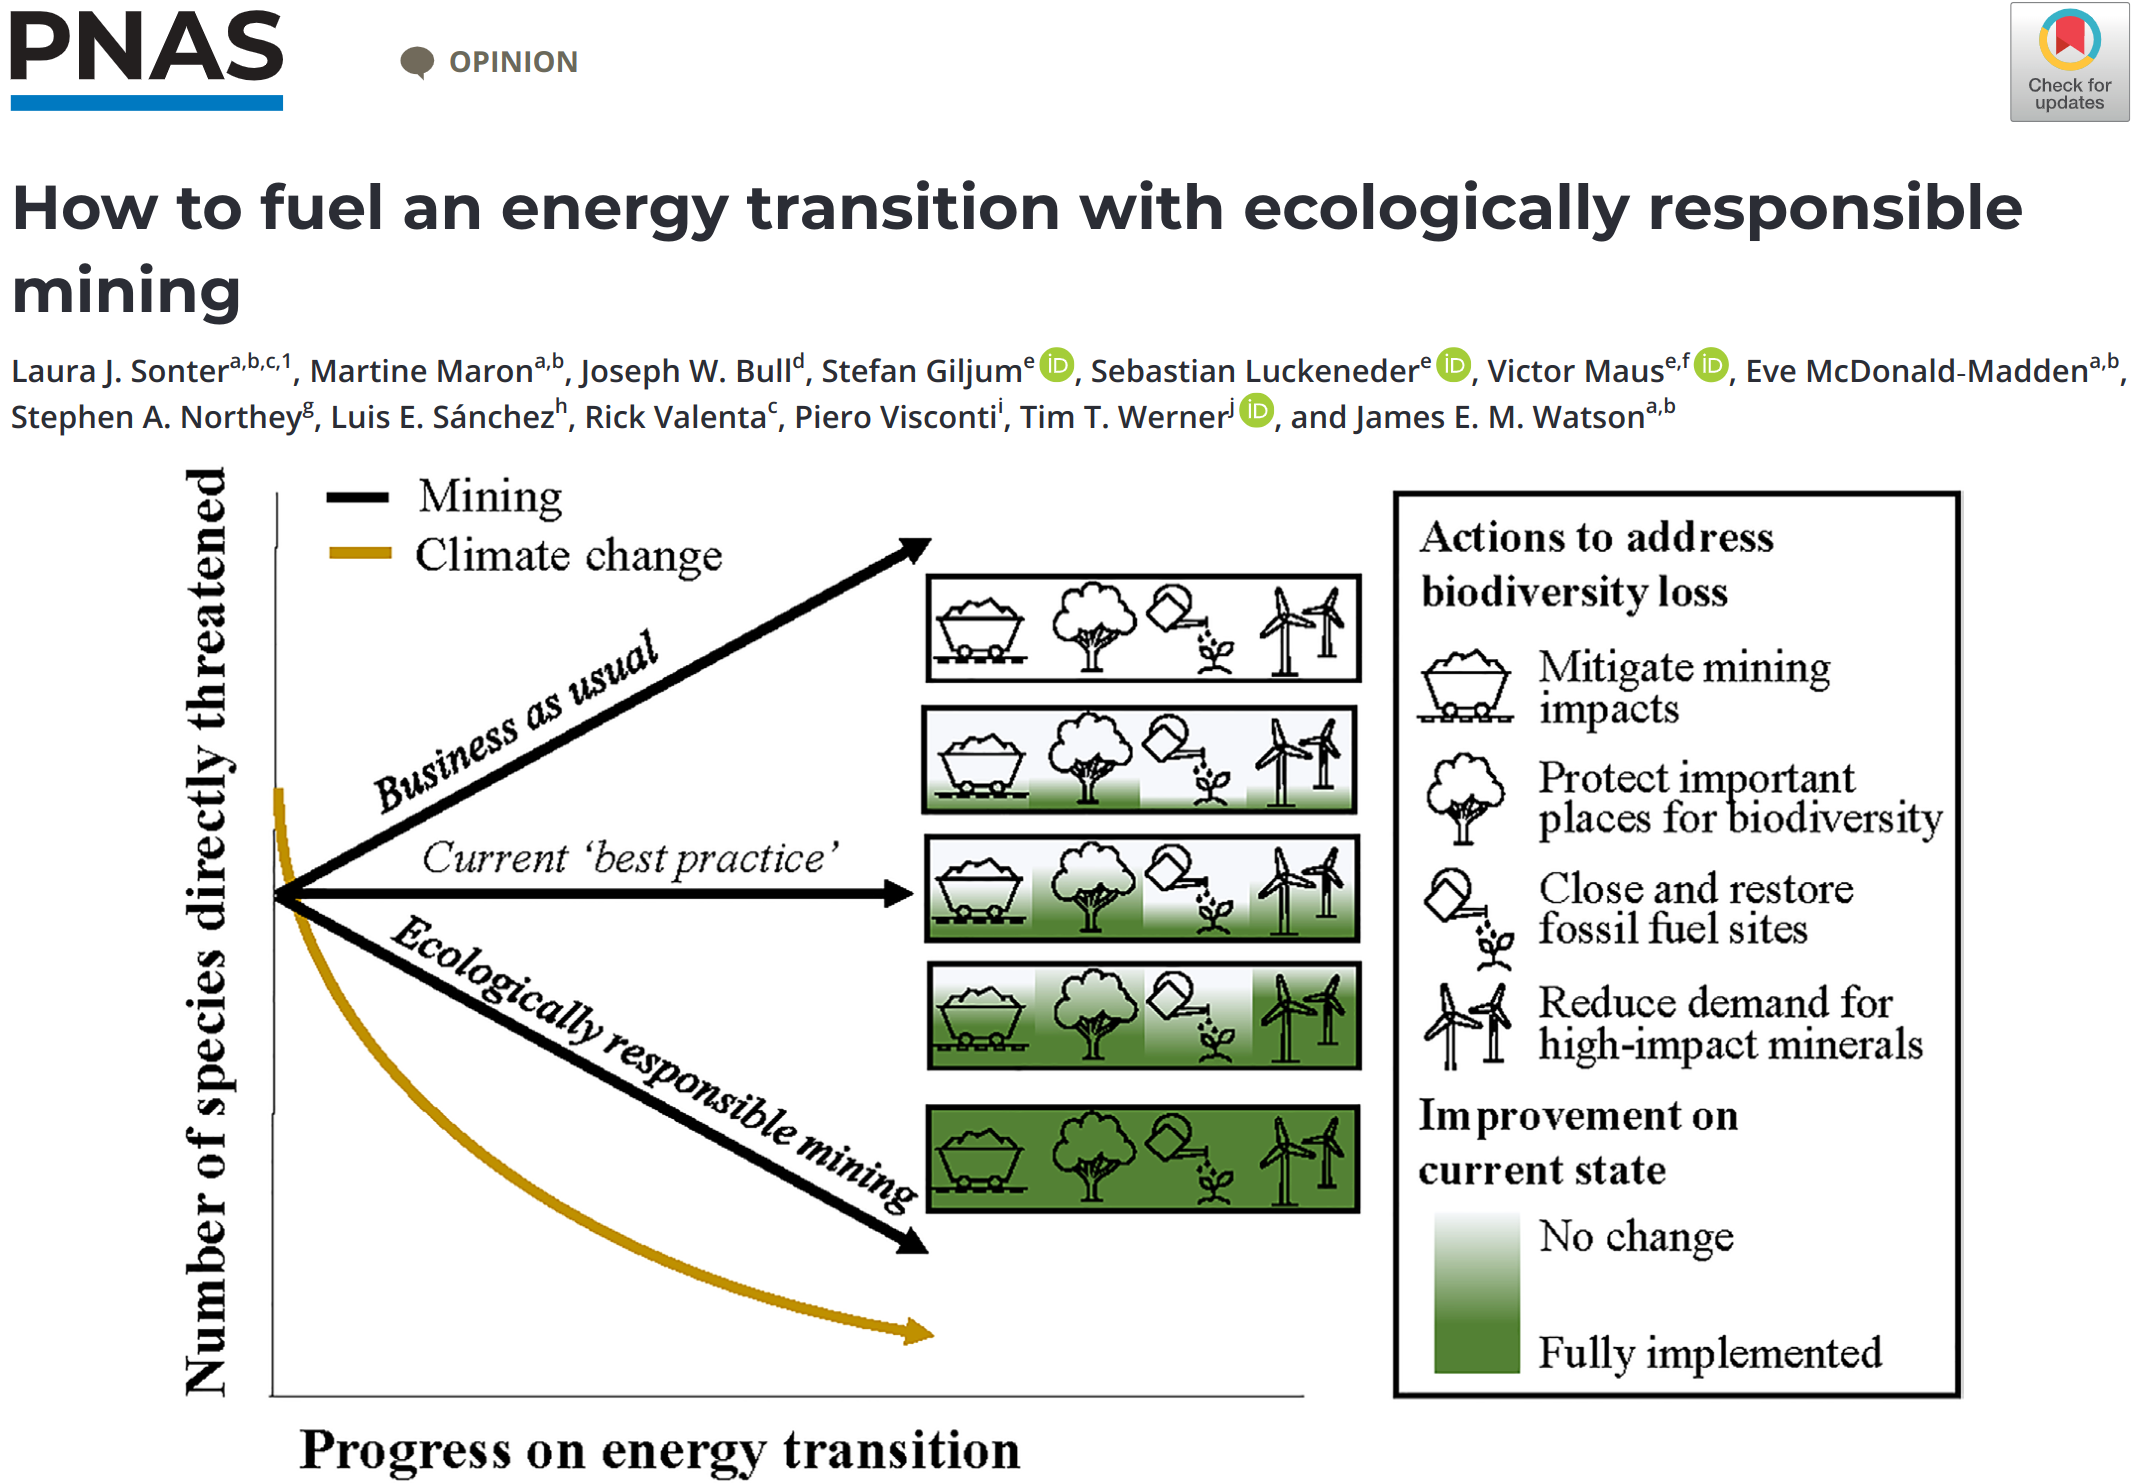 PNAS
OPINION
Check for
updates
How to fuel an energy transition with ecologically responsible
mining
Laura J. Sonter^a,b,c,1, Martine Maron^a,b, Joseph W. Bull^d, Stefan Giljum^e iD, Sebastian Luckeneder^e iD, Victor Maus^e,f iD, Eve McDonald-Madden^a,b,
Stephen A. Northey^g, Luis E. Sánchez^h, Rick Valenta^c, Piero Visconti^i, Tim T. Werner^j iD, and James E. M. Watson^a,b
Number of species directly threatened
Mining
Climate change
Business as usual
Current ‘best practice’
Ecologically responsible mining
Progress on energy transition
Actions to address
biodiversity loss
Mitigate mining
impacts
Protect important
places for biodiversity
Close and restore
fossil fuel sites
Reduce demand for
high-impact minerals
Improvement on
current state
No change
Fully implemented